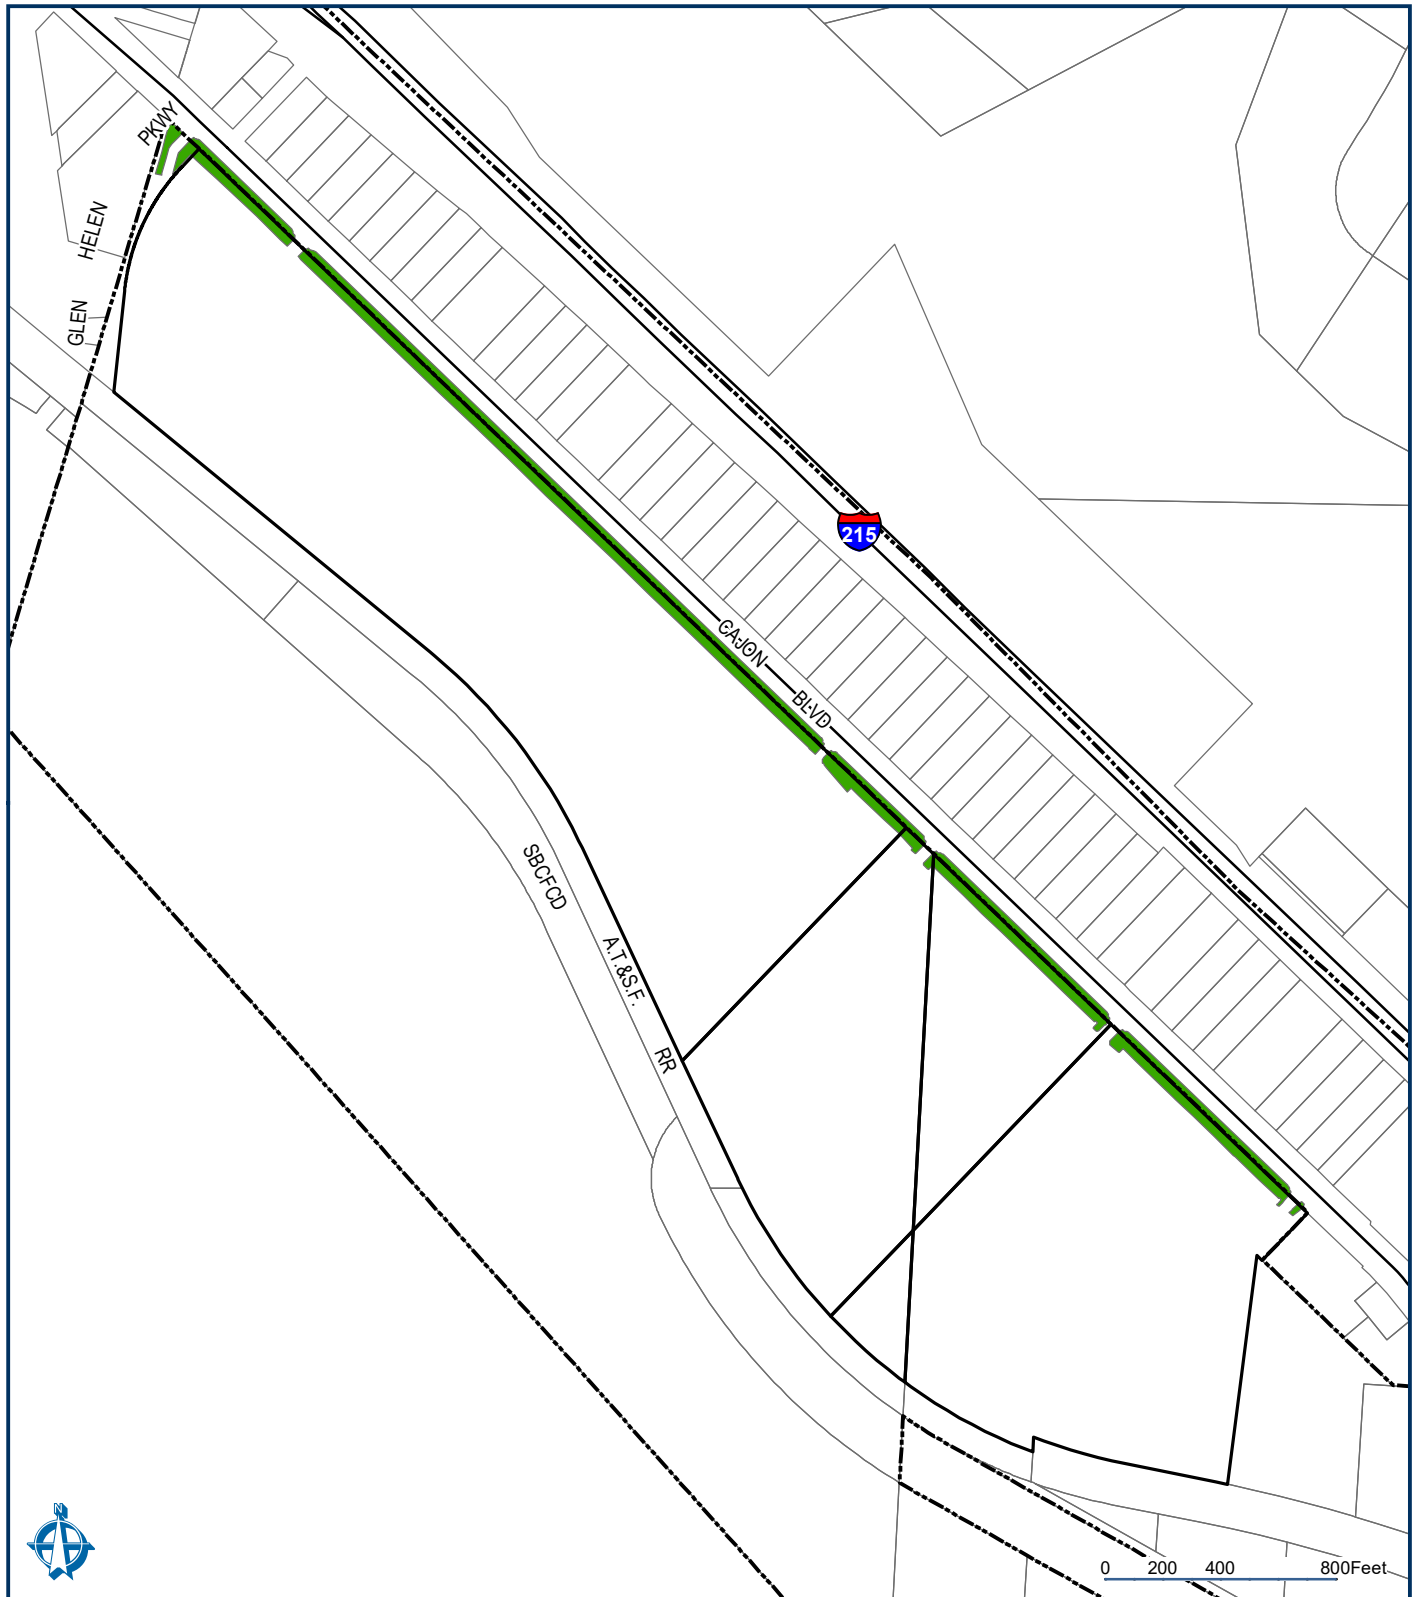 PKWY
HELEN
GLEN
215
CAJON
BLVD
SBCFCD
A.T.&S.F.
RR
N
0 200 400 800Feet